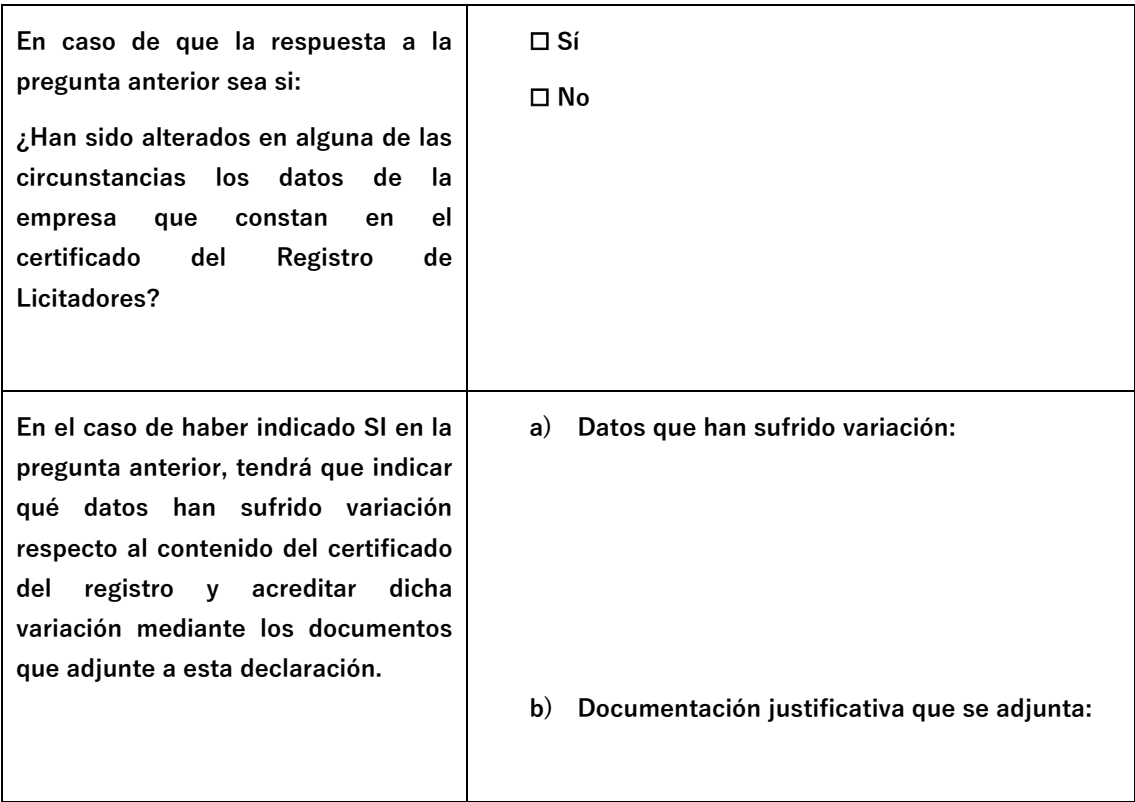 En caso de que la respuesta a la
pregunta anterior sea si:
¿Han sido alterados en alguna de las
circunstancias los datos de la
empresa que constan en el
certificado del Registro de
Licitadores?
☐ Sí
☐ No
En el caso de haber indicado SI en la
pregunta anterior, tendrá que indicar
qué datos han sufrido variación
respecto al contenido del certificado
del registro y acreditar dicha
variación mediante los documentos
que adjunte a esta declaración.
a) Datos que han sufrido variación:
b) Documentación justificativa que se adjunta: